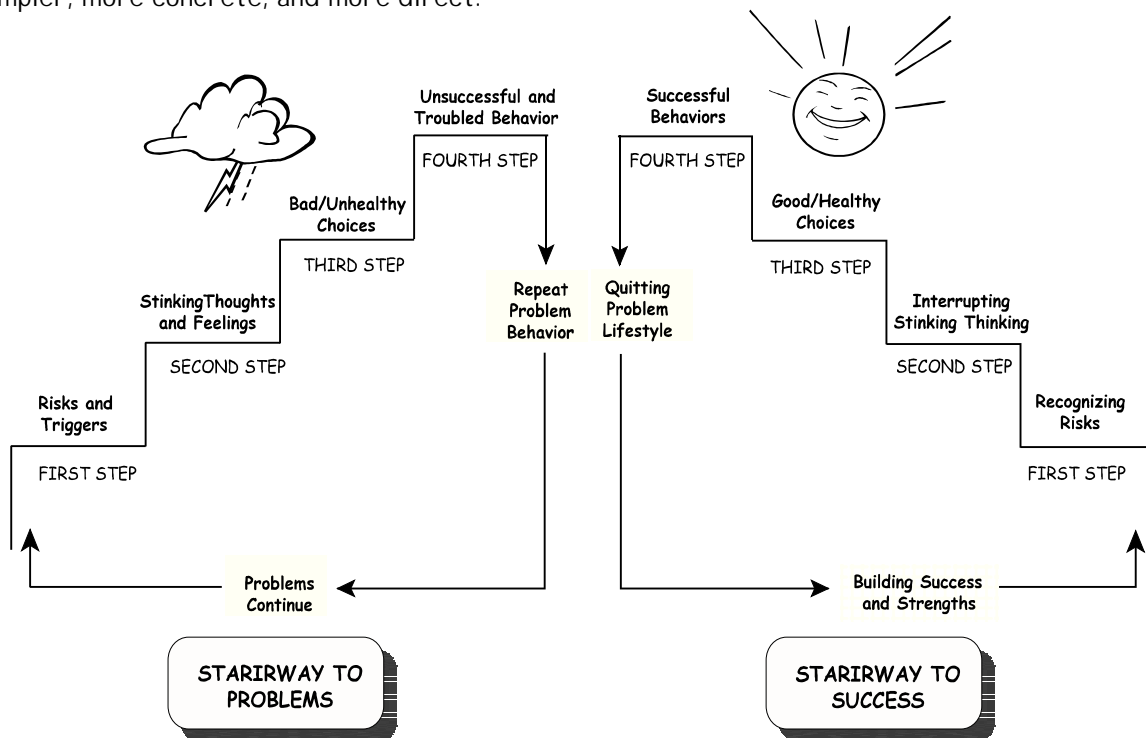 mpler, more concrete, and more direct.
Unsuccessful and
Troubled Behavior
FOURTH STEP
Bad/Unhealthy
Choices
THIRD STEP
StinkingThoughts
and Feelings
SECOND STEP
Risks and
Triggers
FIRST STEP
Repeat
Problem
Behavior
Problems
Continue
STARIRWAY TO
PROBLEMS
Successful
Behaviors
FOURTH STEP
Good/Healthy
Choices
THIRD STEP
Interrupting
Stinking Thinking
SECOND STEP
Recognizing
Risks
FIRST STEP
Quitting
Problem
Lifestyle
Building Success
and Strengths
STARIRWAY TO
SUCCESS